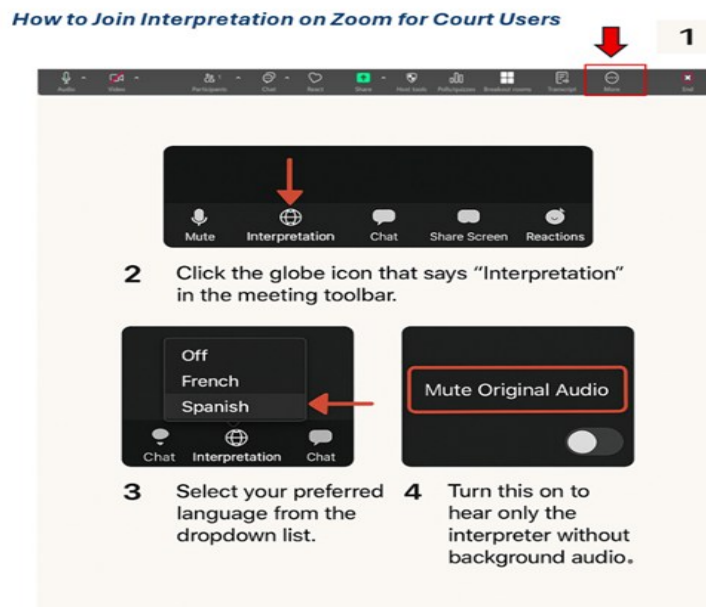 How to Join Interpretation on Zoom for Court Users
1
Audio Video Participants Chat React Share Host tools Polls/quizzes Breakout rooms Transcript More End
Mute Interpretation Chat Share Screen Reactions
2 Click the globe icon that says “Interpretation”
in the meeting toolbar.
Off
French
Spanish
Chat Interpretation Chat
Mute Original Audio
3 Select your preferred
language from the
dropdown list.
4 Turn this on to
hear only the
interpreter without
background audio.